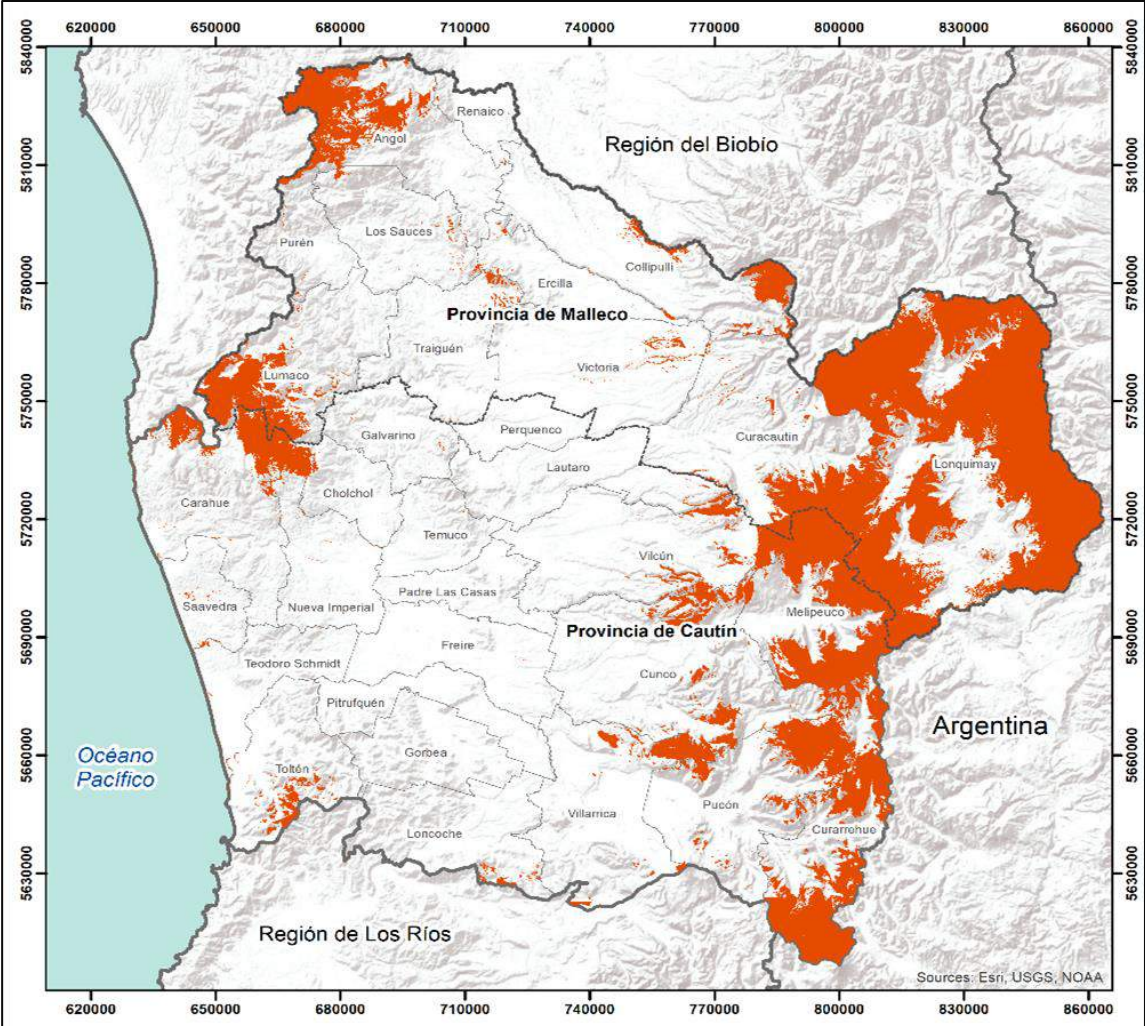 620000 650000 680000 710000 740000 770000 800000 830000 860000
5840000
5840000
Renaico
Región del Biobío
Angol
5810000
5810000
Los Sauces
Purén
Collipulli
Ercilla
5780000
5780000
Provincia de Malleco
Traiguén
Victoria
Lumaco
5750000
5750000
Perquenco
Galvarino
Curacautín
Lautaro
Lonquimay
Cholchol
Carahue
5720000
5720000
Temuco
Vilcún
Padre Las Casas
Saavedra
Nueva Imperial
Melipeuco
Provincia de Cautín
5690000
5690000
Freire
Teodoro Schmidt
Cunco
Pitrufquén
Argentina
Gorbea
Océano
Pacífico
5660000
5660000
Toltén
Pucón
Villarrica
Loncoche
Curarrehue
5630000
5630000
Región de Los Ríos
Sources: Esri, USGS, NOAA
620000 650000 680000 710000 740000 770000 800000 830000 860000